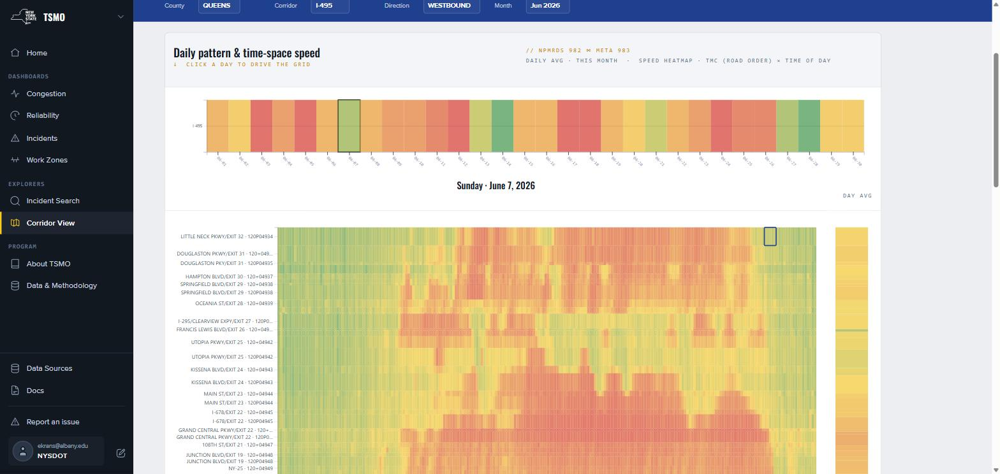 NEW YORK STATE
TSMO
Home
DASHBOARDS
Congestion
Reliability
Incidents
Work Zones
EXPLORERS
Incident Search
Corridor View
PROGRAM
About TSMO
Data & Methodology
Data Sources
Docs
Report an issue
ekrans@albany.edu
NYSDOT
County QUEENS Corridor I-495 Direction WESTBOUND Month Jun 2026
Daily pattern & time-space speed
↓ CLICK A DAY TO DRIVE THE GRID
// NPMRDS 982 ⋈ META 983
DAILY AVG · THIS MONTH · SPEED HEATMAP · TMC (ROAD ORDER) × TIME OF DAY
I-495
06-01 06-02 06-03 06-04 06-05 06-06 06-07 06-08 06-09 06-10 06-11 06-12 06-13 06-14 06-15 06-16 06-17 06-18 06-19 06-20 06-21 06-22 06-23 06-24 06-25 06-26 06-27 06-28 06-29 06-30
Sunday · June 7, 2026
DAY AVG
LITTLE NECK PKWY/EXIT 32 · 120P04934
DOUGLASTON PKWY/EXIT 31 · 120+049...
DOUGLASTON PKY/EXIT 31 · 120P04935
HAMPTON BLVD/EXIT 30 · 120+04937
SPRINGFIELD BLVD/EXIT 29 · 120+04938
SPRINGFIELD BLVD/EXIT 29 · 120P04938
OCEANIA ST/EXIT 28 · 120+04939
I-295/CLEARVIEW EXPY/EXIT 27 · 120P0...
FRANCIS LEWIS BLVD/EXIT 26 · 120+049...
UTOPIA PKWY/EXIT 25 · 120+04942
UTOPIA PKWY/EXIT 25 · 120P04942
KISSENA BLVD/EXIT 24 · 120+04943
KISSENA BLVD/EXIT 24 · 120P04943
MAIN ST/EXIT 23 · 120+04944
MAIN ST/EXIT 23 · 120P04944
I-678/EXIT 22 · 120+04945
I-678/EXIT 22 · 120P04945
GRAND CENTRAL PKWY/EXIT 22 · 120+...
GRAND CENTRAL PKWY/EXIT 22 · 120P0...
108TH ST/EXIT 21 · 120+04947
JUNCTION BLVD/EXIT 19 · 120+04948
JUNCTION BLVD/EXIT 19 · 120P04948
NY-25 · 120+04949